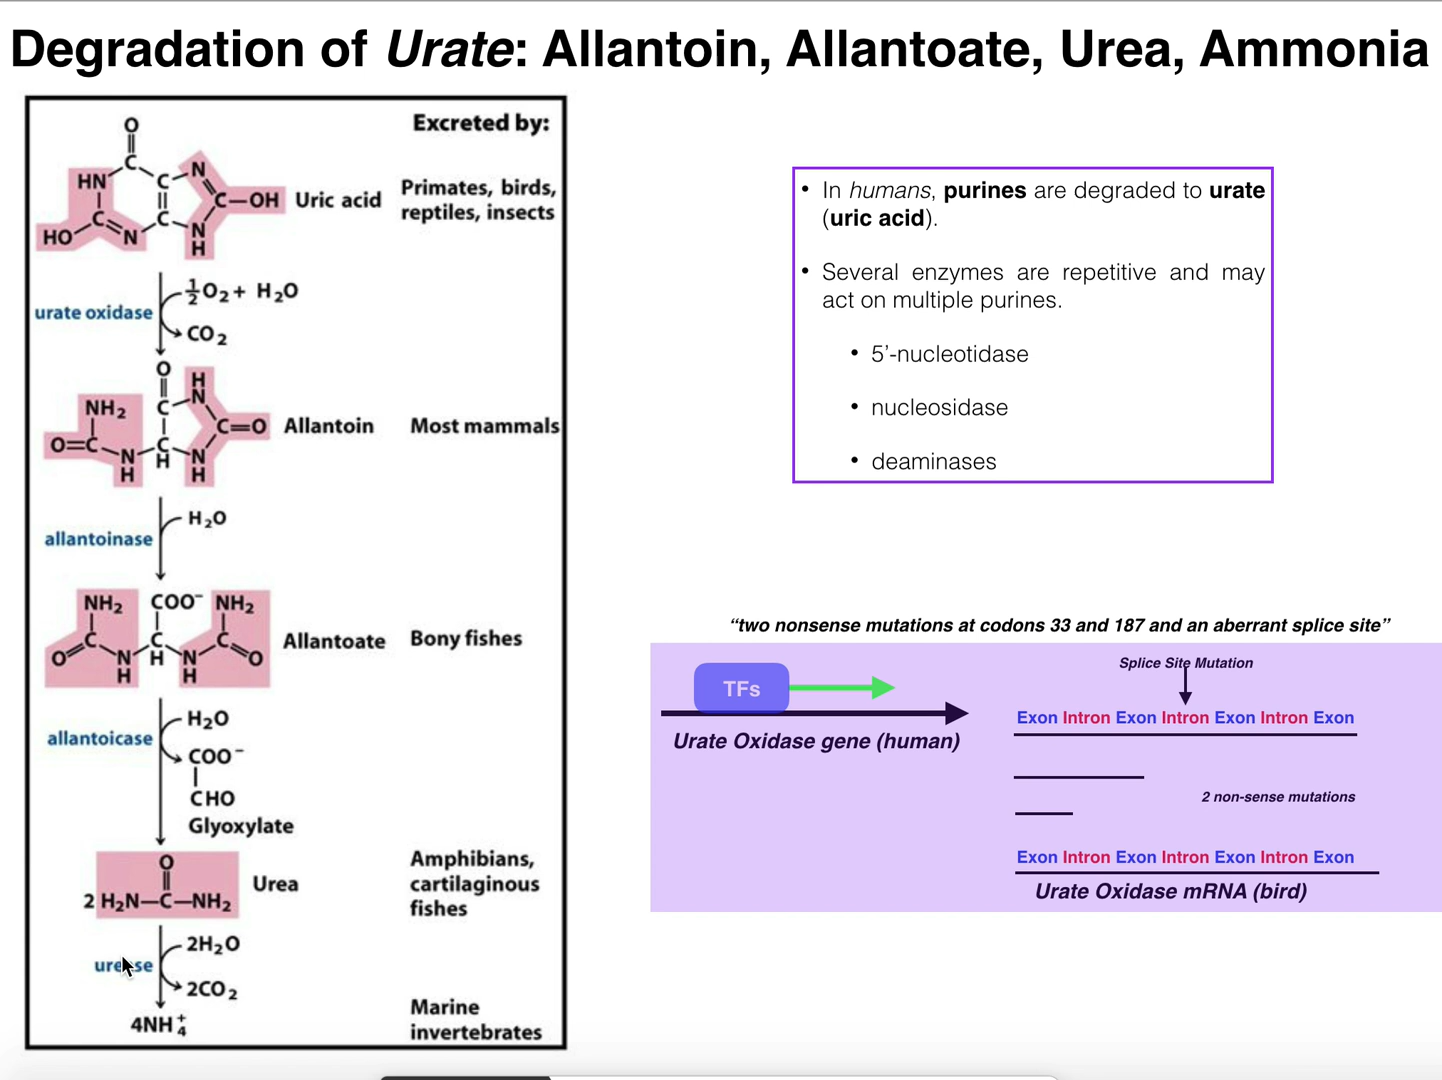 Degradation of Urate: Allantoin, Allantoate, Urea, Ammonia
Excreted by:
O
C
HN
C
N
C—OH
Uric acid
Primates, birds,
reptiles, insects
HO
C
N
C
N
H
½O2 + H2O
urate oxidase
CO2
O
C
H
N
NH2
O=C
N
H
C
H
N
H
C=O
Allantoin
Most mammals
H2O
allantoinase
NH2
COO−
NH2
C
O
N
H
C
H
N
H
C
O
Allantoate
Bony fishes
H2O
allantoicase
COO−
CHO
Glyoxylate
O
2 H2N—C—NH2
Urea
Amphibians,
cartilaginous
fishes
2H2O
urease
2CO2
4NH4+
Marine
invertebrates
• In humans, purines are degraded to urate
(uric acid).
• Several enzymes are repetitive and may
act on multiple purines.
• 5’-nucleotidase
• nucleosidase
• deaminases
“two nonsense mutations at codons 33 and 187 and an aberrant splice site”
TFs
Urate Oxidase gene (human)
Splice Site Mutation
Exon Intron Exon Intron Exon Intron Exon
2 non-sense mutations
Exon Intron Exon Intron Exon Intron Exon
Urate Oxidase mRNA (bird)